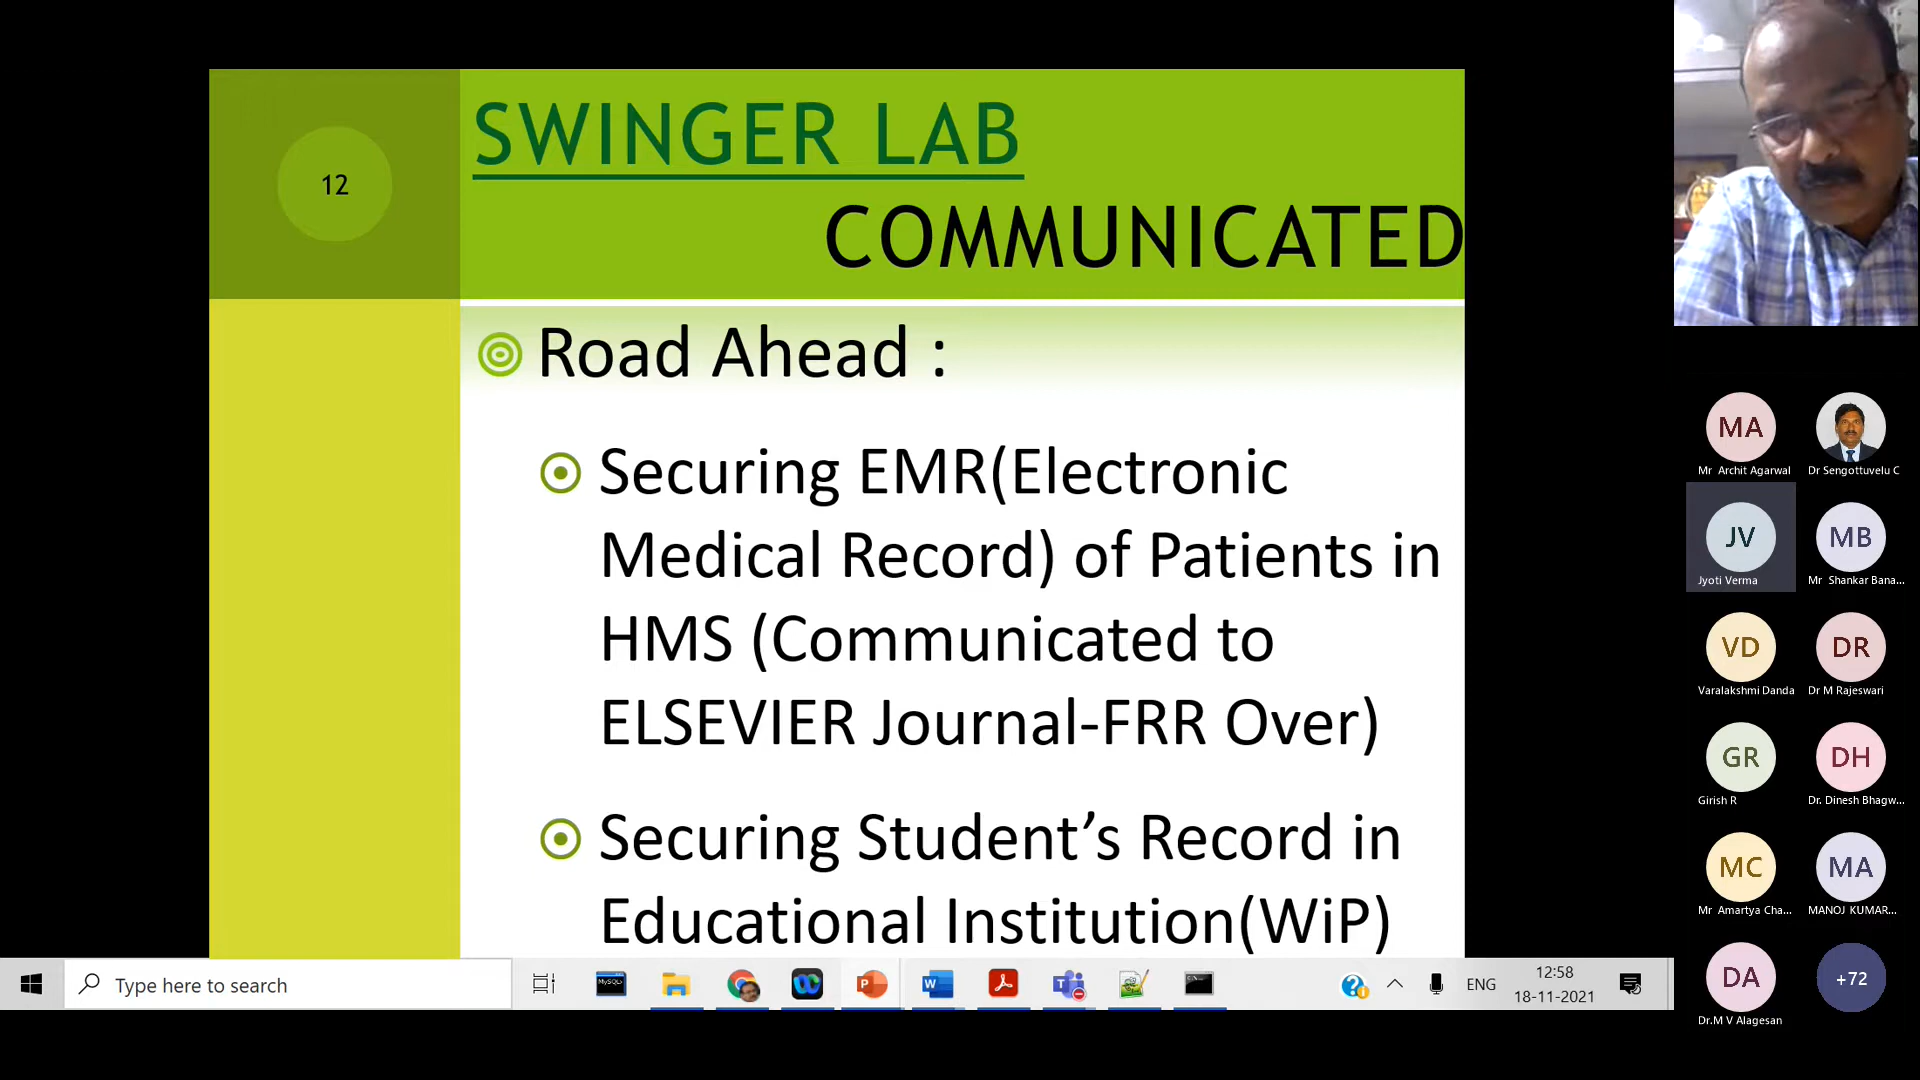 12
SWINGER LAB
COMMUNICATED
Road Ahead :
Securing EMR(Electronic
Medical Record) of Patients in
HMS (Communicated to
ELSEVIER Journal-FRR Over)
Securing Student’s Record in
Educational Institution(WiP)
MA
Mr Archit Agarwal
Dr Sengottuvelu C
JV
Jyoti Verma
MB
Mr Shankar Bana...
VD
Varalakshmi Danda
DR
Dr M Rajeswari
GR
Girish R
DH
Dr. Dinesh Bhagw...
MC
Mr Amartya Cha...
MA
MANOJ KUMAR...
DA
Dr.M V Alagesan
+72
Type here to search
MySQL
ENG
12:58
18-11-2021